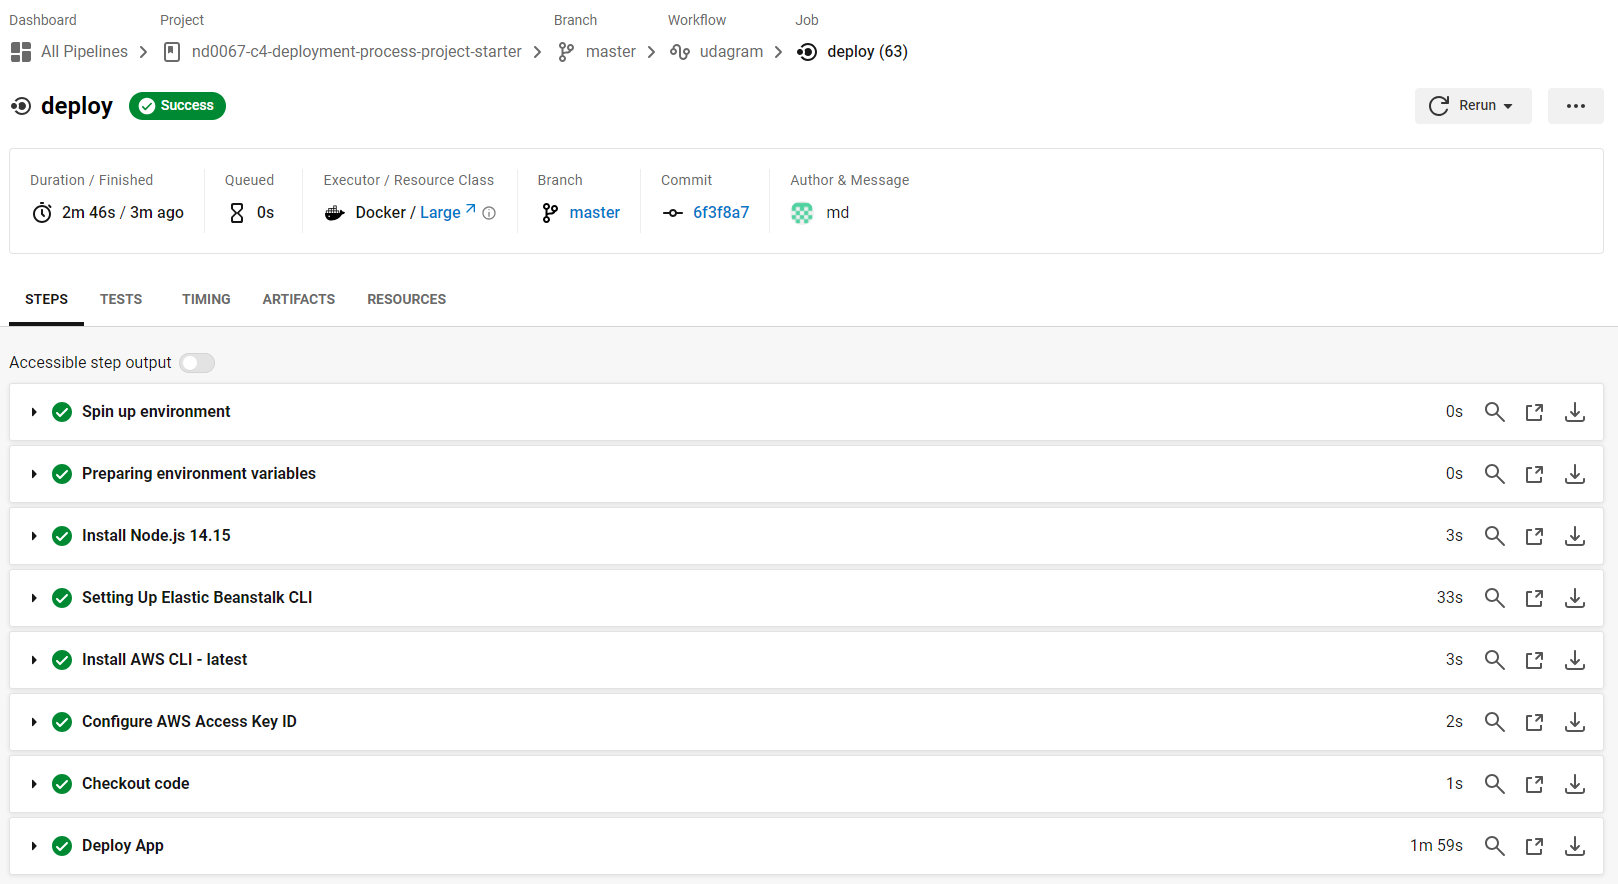 Dashboard Project Branch Workflow Job
All Pipelines nd0067-c4-deployment-process-project-starter master udagram deploy (63)
deploy Success Rerun
Duration / Finished Queued Executor / Resource Class Branch Commit Author & Message
2m 46s / 3m ago 0s Docker / Large master 6f3f8a7 md
STEPS TESTS TIMING ARTIFACTS RESOURCES
Accessible step output
Spin up environment 0s
Preparing environment variables 0s
Install Node.js 14.15 3s
Setting Up Elastic Beanstalk CLI 33s
Install AWS CLI - latest 3s
Configure AWS Access Key ID 2s
Checkout code 1s
Deploy App 1m 59s